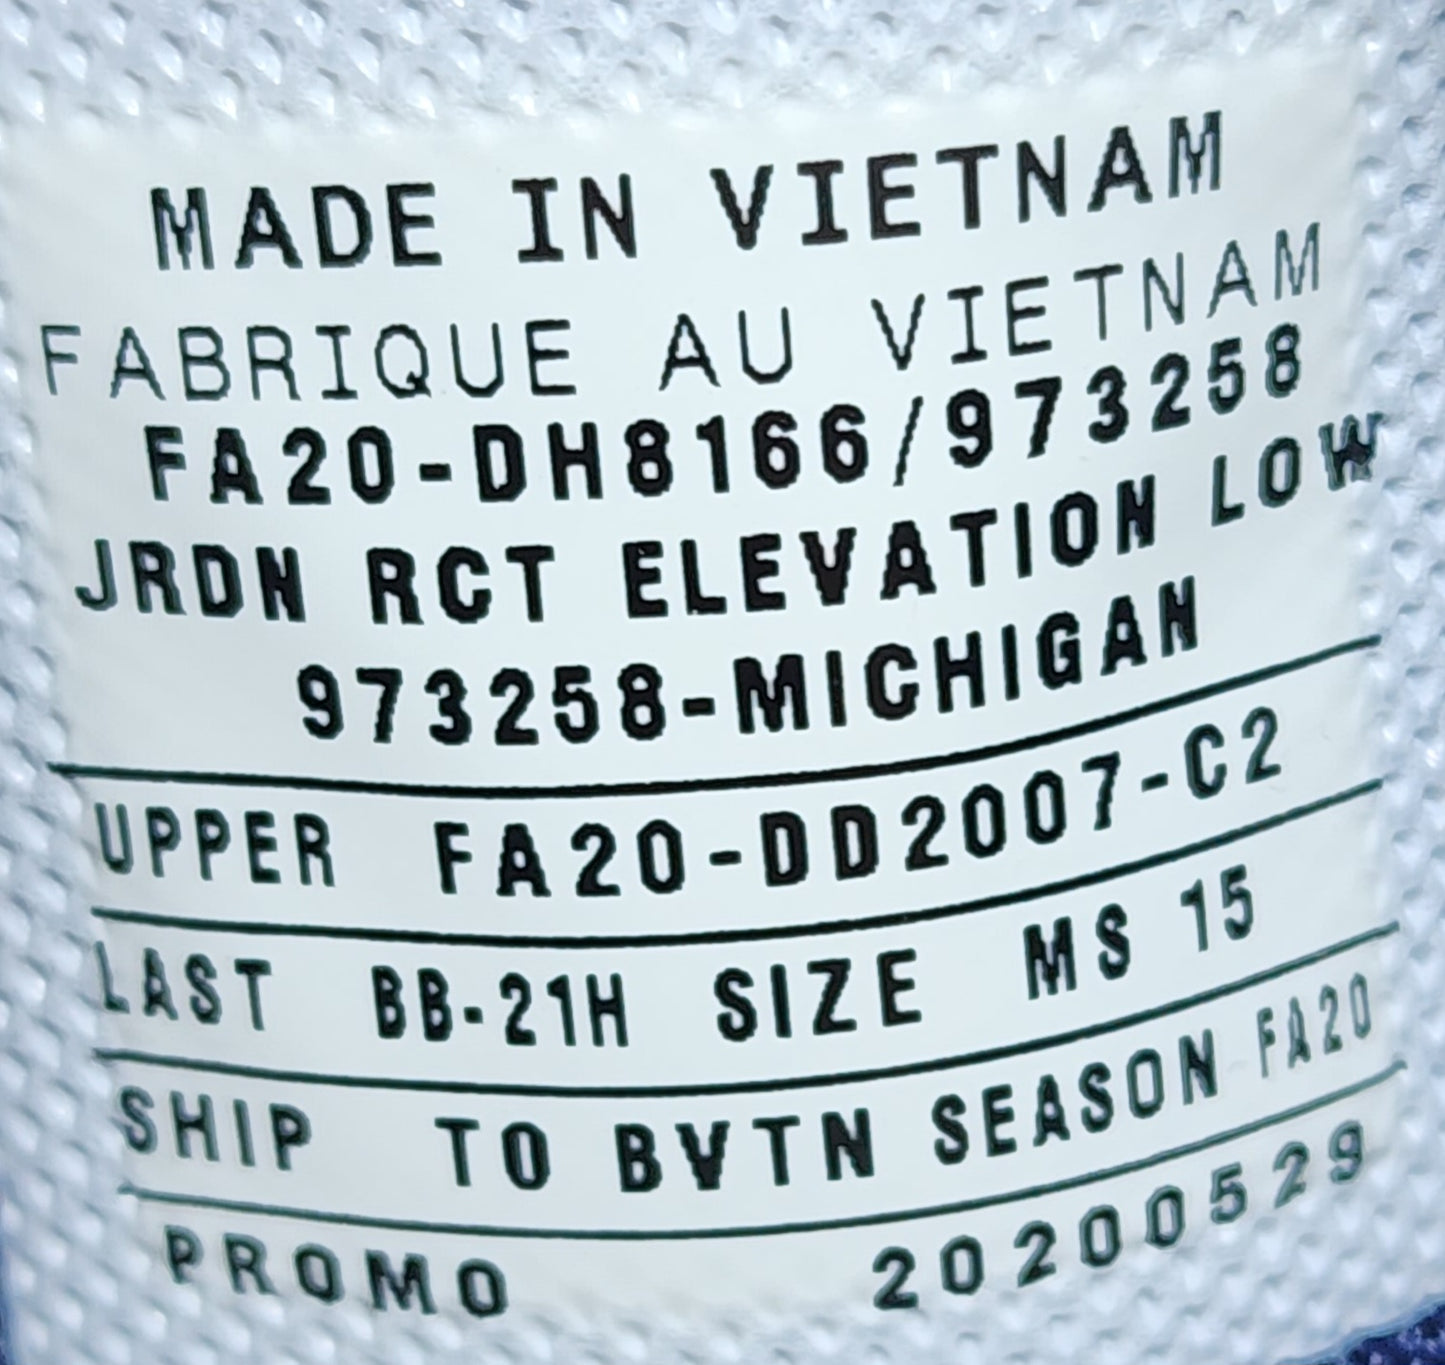 MADE IN VIETNAM
FABRIQUE AU VIETNAM
FA20-DH8166/973258
JRDN RCT ELEVATION LOW
973258-MICHIGAN
UPPER FA20-DD2007-C2
LAST BB-21H SIZE MS 15
SHIP TO BVTN SEASON FA20
PROMO 20200529